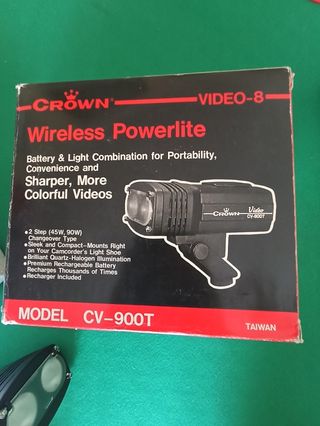 CROWN
VIDEO-8
Wireless Powerlite
Battery & Light Combination for Portability,
Convenience and
Sharper, More
Colorful Videos
• 2 Step (45W, 90W)
Changeover Type
• Sleek and Compact-Mounts Right
on Your Camcorder's Light Shoe
• Brilliant Quartz-Halogen Illumination
• Premium Rechargeable Battery
Recharges Thousands of Times
• Recharger Included
CROWN
Video
CV-900T
MODEL CV-900T
TAIWAN